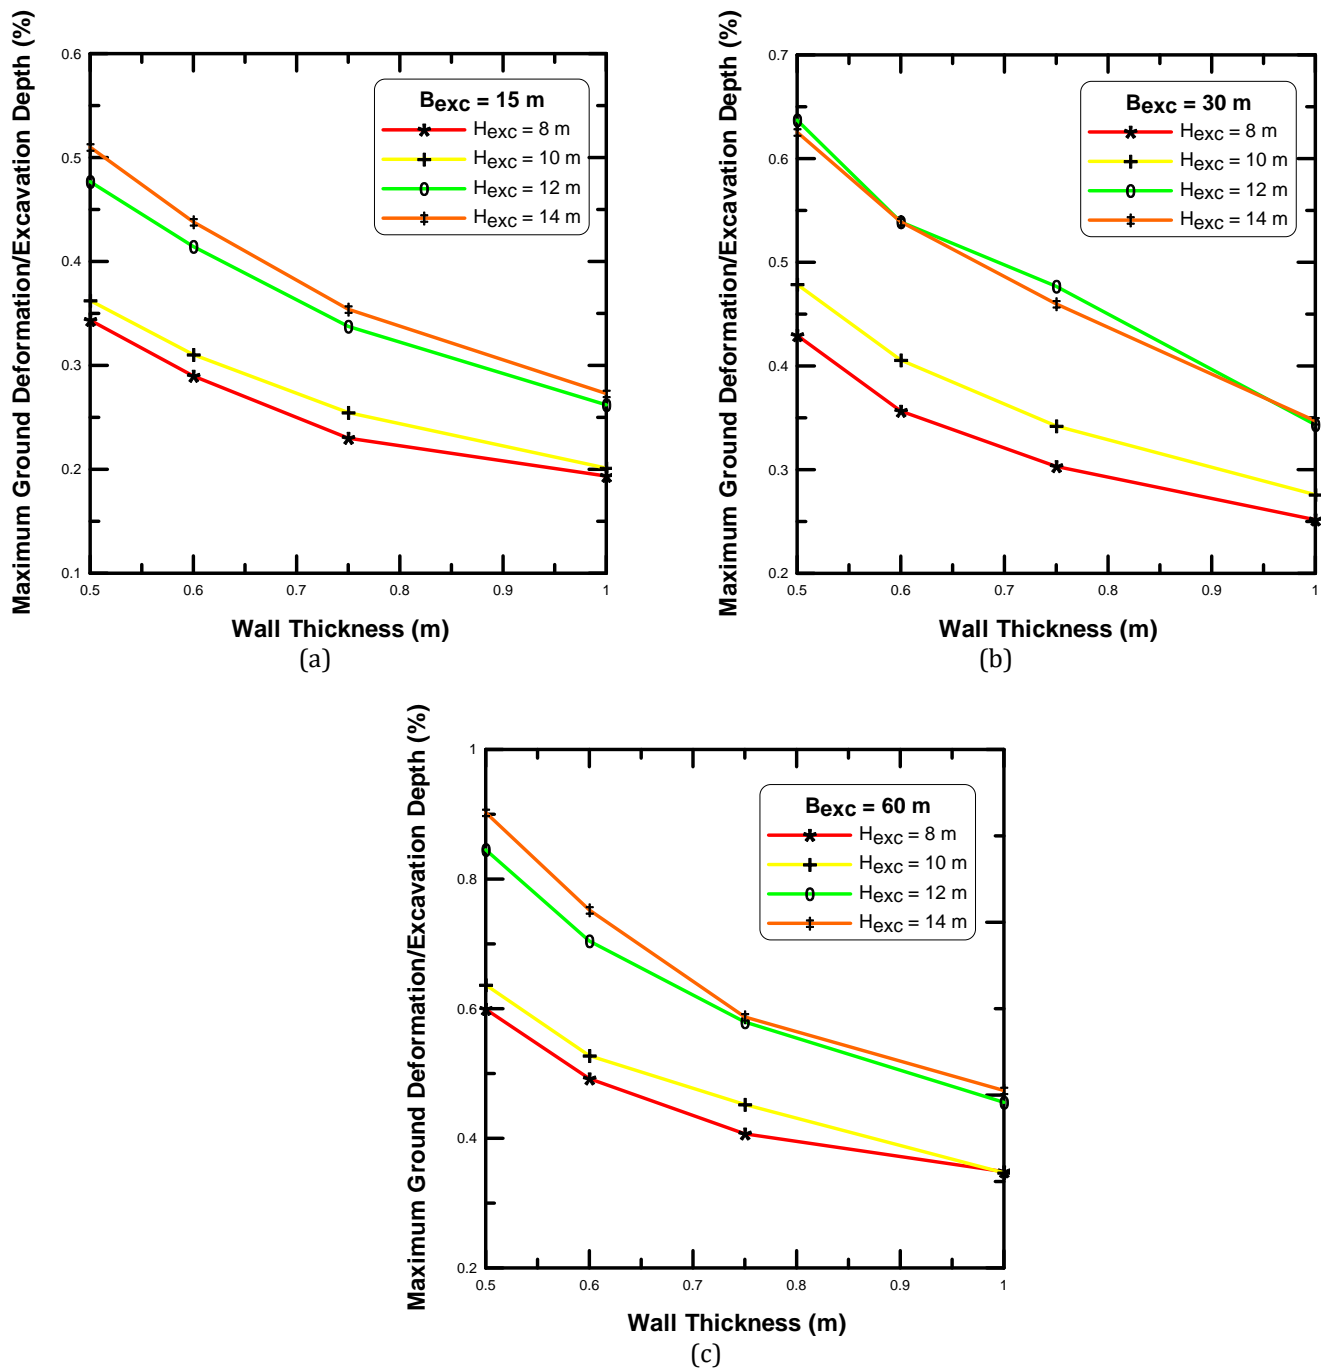 Maximum Ground Deformation/Excavation Depth (%)
0.6
0.5
0.4
0.3
0.2
0.1
Bexc = 15 m
Hexc = 8 m
Hexc = 10 m
Hexc = 12 m
Hexc = 14 m
0.5 0.6 0.7 0.8 0.9 1
Wall Thickness (m)
(a)
Maximum Ground Deformation/Excavation Depth (%)
0.7
0.6
0.5
0.4
0.3
0.2
Bexc = 30 m
Hexc = 8 m
Hexc = 10 m
Hexc = 12 m
Hexc = 14 m
0.5 0.6 0.7 0.8 0.9 1
Wall Thickness (m)
(b)
Maximum Ground Deformation/Excavation Depth (%)
1
0.8
0.6
0.4
0.2
Bexc = 60 m
Hexc = 8 m
Hexc = 10 m
Hexc = 12 m
Hexc = 14 m
0.5 0.6 0.7 0.8 0.9 1
Wall Thickness (m)
(c)